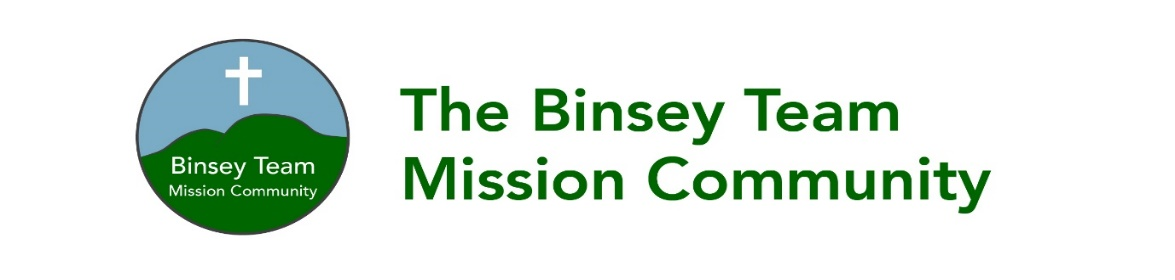 Binsey Team
Mission Community
The Binsey Team
Mission Community